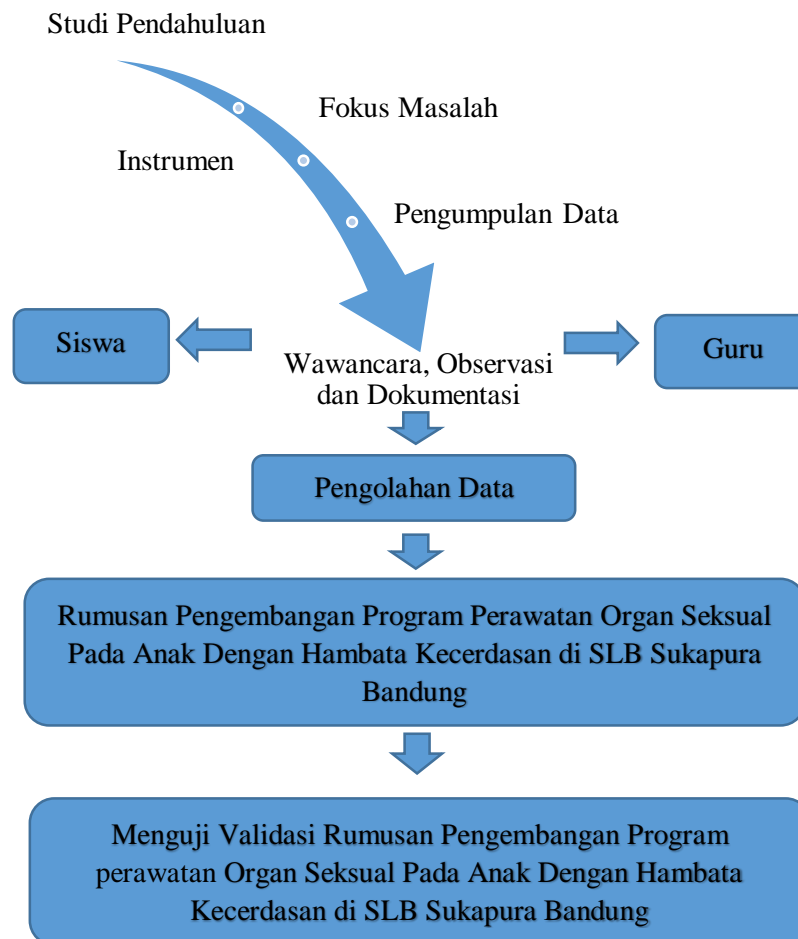 Studi Pendahuluan
Fokus Masalah
Instrumen
Pengumpulan Data
Siswa
Wawancara, Observasi
dan Dokumentasi
Guru
Pengolahan Data
Rumusan Pengembangan Program Perawatan Organ Seksual
Pada Anak Dengan Hambata Kecerdasan di SLB Sukapura
Bandung
Menguji Validasi Rumusan Pengembangan Program
perawatan Organ Seksual Pada Anak Dengan Hambata
Kecerdasan di SLB Sukapura Bandung